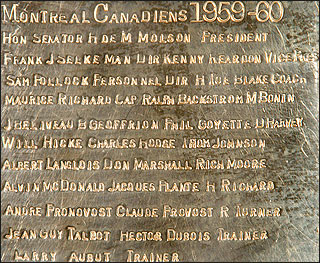 MONTREAL CANADIENS 1959-60
HON SENATOR H DE M MOLSON PRESIDENT
FRANK J SELKE MAN DIR KENNY REARDON VICE PRES
SAM POLLOCK PERSONNEL DIR H TOE BLAKE COACH
MAURICE RICHARD CAP RALPH BACKSTROM M BONIN
J BELIVEAU B GEOFFRION PHIL GOYETTE D HARVEY
WILL HICKE CHARLES HODGE THOM JOHNSON
ALBERT LANGLOIS DON MARSHALL RICH MOORE
ALVIN MCDONALD JACQUES PLANTE H RICHARD
ANDRE PRONOVOST CLAUDE PROVOST R TURNER
JEAN GUY TALBOT HECTOR DUBOIS TRAINER
LARRY AUBUT TRAINER